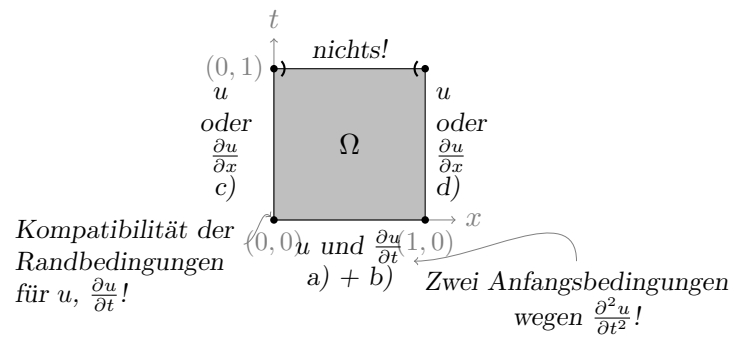 t
nichts!
(0, 1)
u
oder
∂u/∂x
c)
Ω
u
oder
∂u/∂x
d)
x
(0, 0)
(1, 0)
u und ∂u/∂t
a) + b)
Kompatibilität der
Randbedingungen
für u, ∂u/∂t!
Zwei Anfangsbedingungen
wegen ∂²u/∂t²!